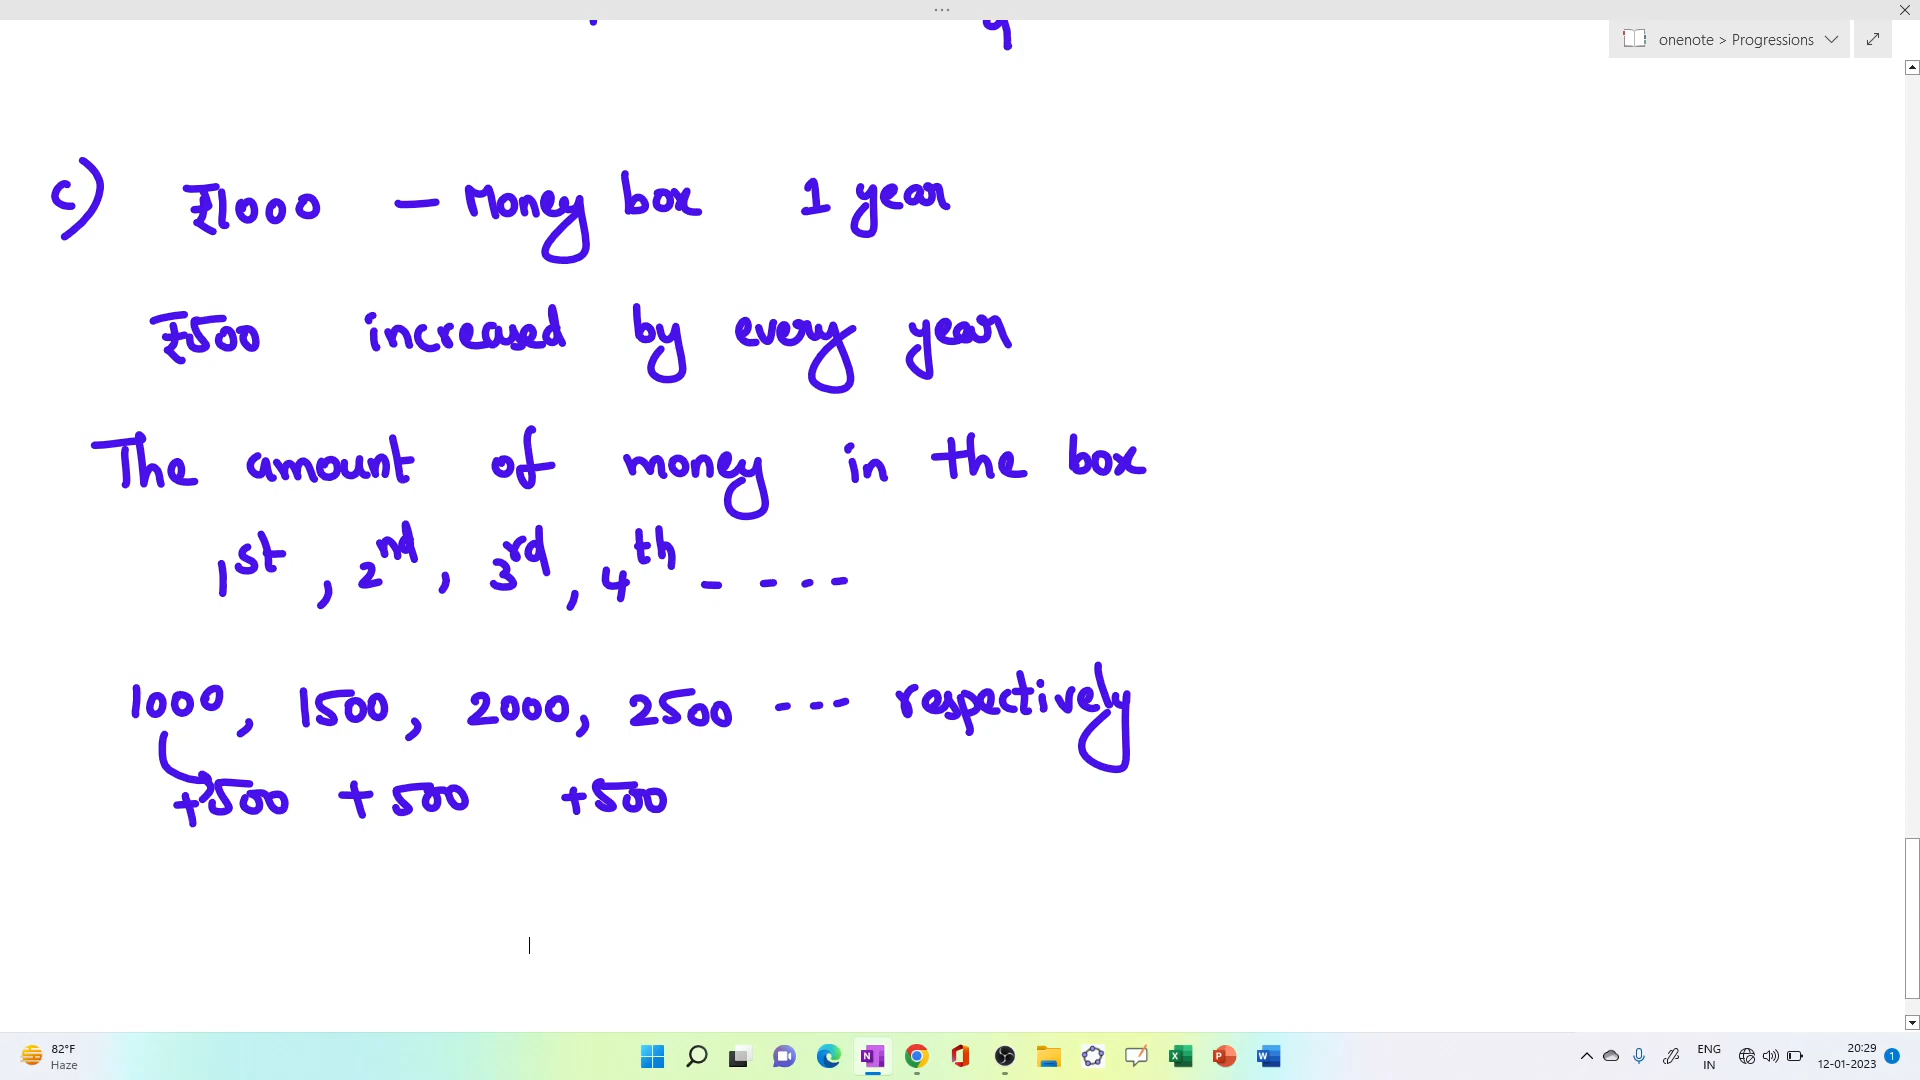 onenote > Progressions
c) ₹1000 – Money box 1 year
₹500 increased by every year
The amount of money in the box
1st, 2nd, 3rd, 4th - - - -
1000, 1500, 2000, 2500 --- respectively
+500 +500 +500
82°F
Haze
ENG
IN
20:29
12-01-2023
1